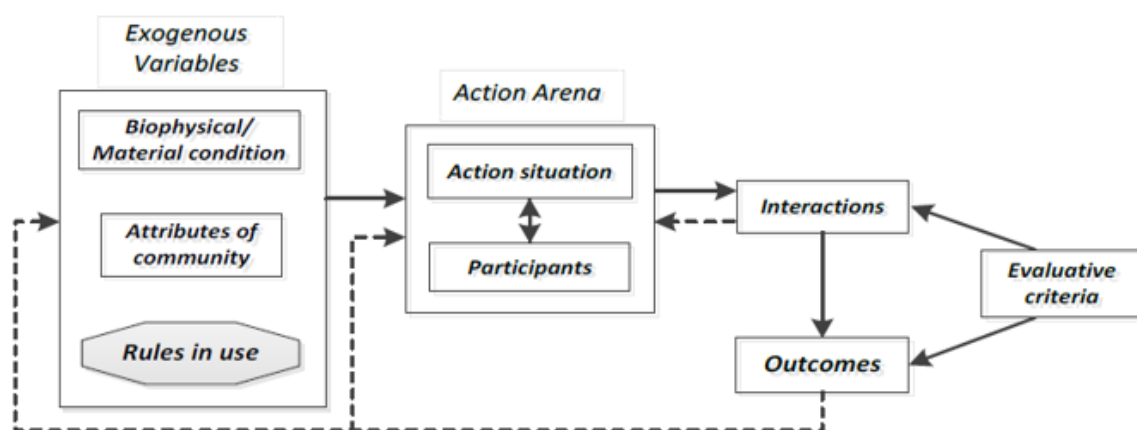 Exogenous
Variables
Biophysical/
Material condition
Attributes of
community
Rules in use
Action Arena
Action situation
Participants
Interactions
Outcomes
Evaluative
criteria